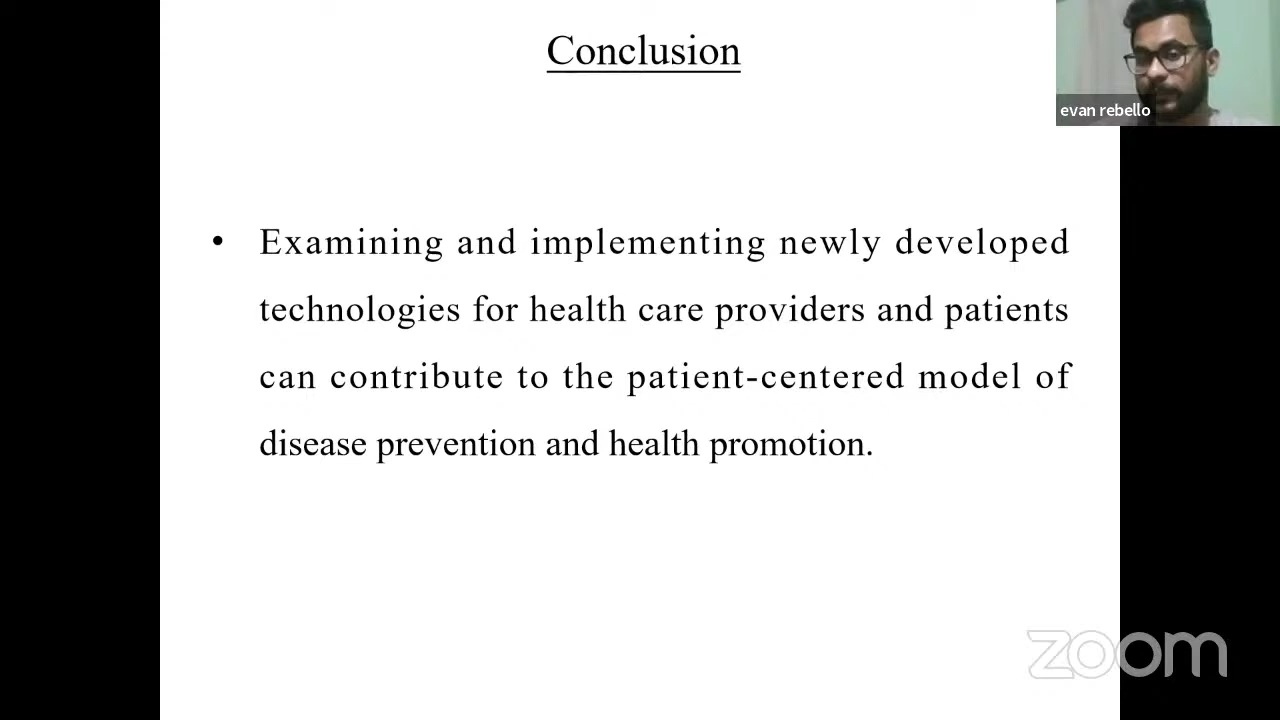 Conclusion
evan rebello
• Examining and implementing newly developed
technologies for health care providers and patients
can contribute to the patient-centered model of
disease prevention and health promotion.
zoom